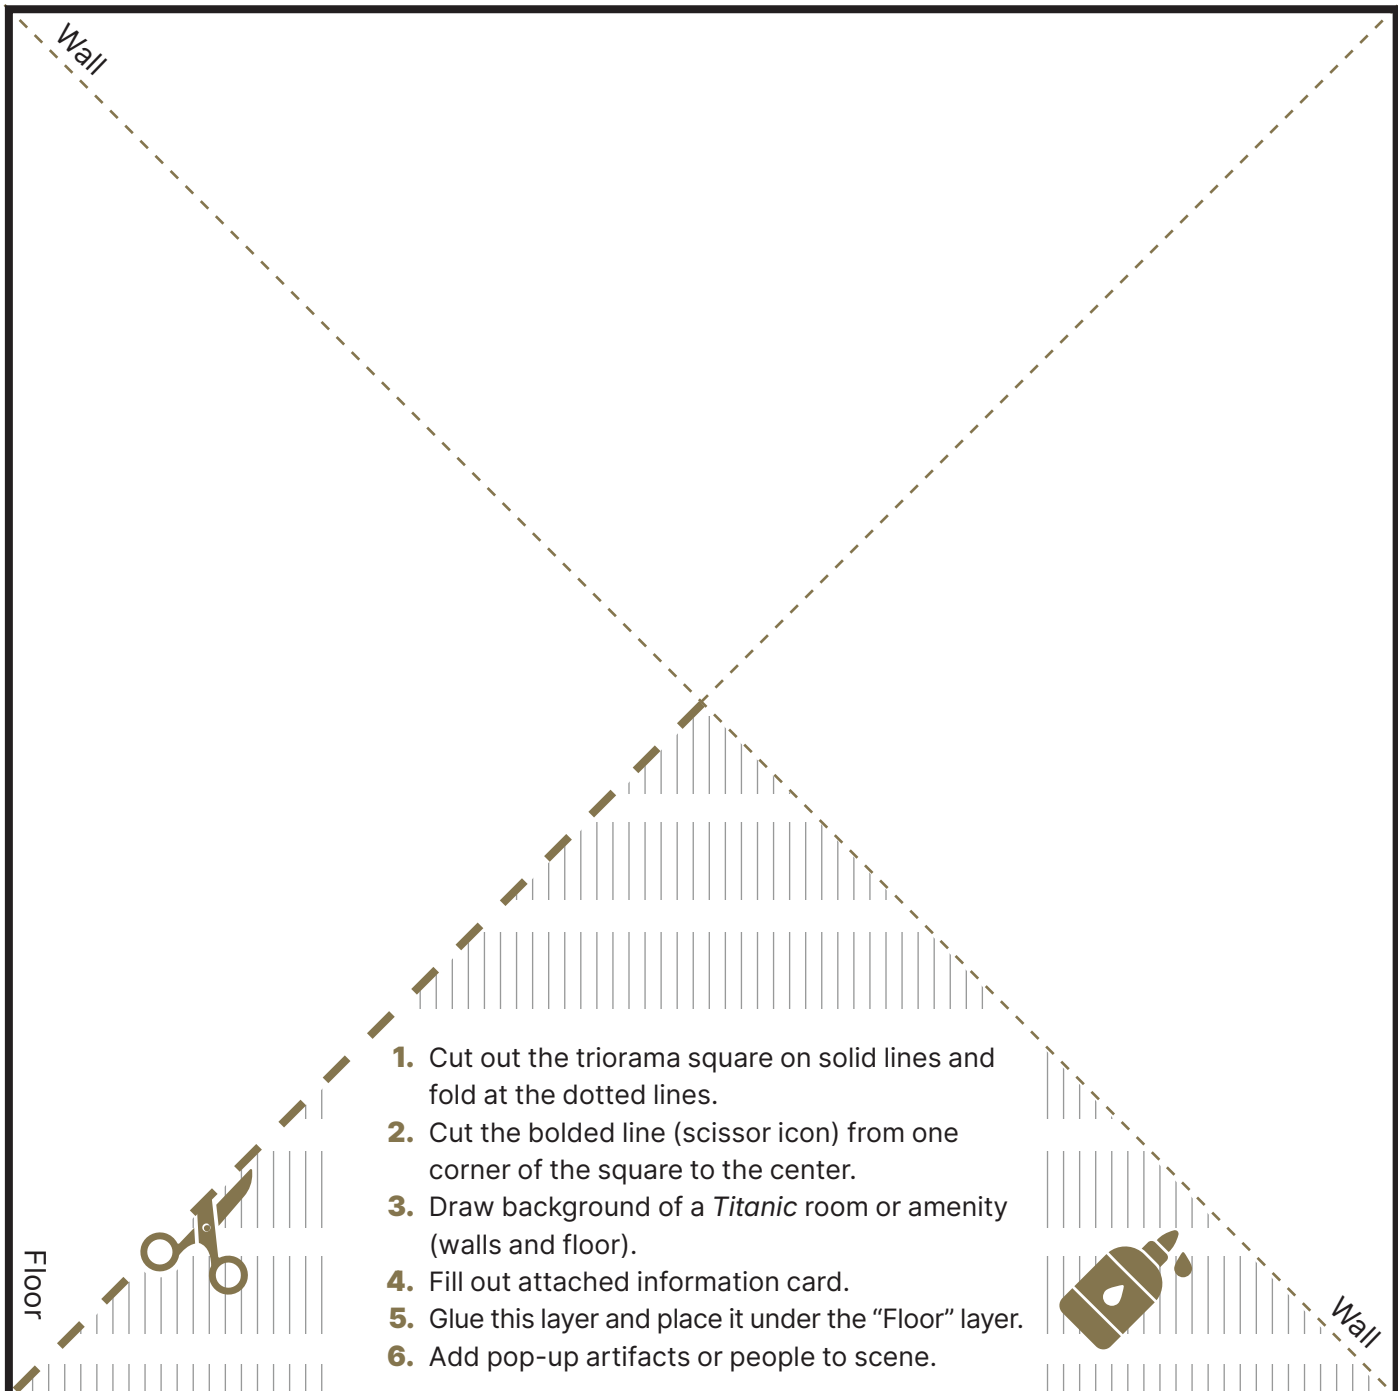 Wall
1. Cut out the triorama square on solid lines and
fold at the dotted lines.
2. Cut the bolded line (scissor icon) from one
corner of the square to the center.
3. Draw background of a Titanic room or amenity
(walls and floor).
4. Fill out attached information card.
5. Glue this layer and place it under the “Floor” layer.
6. Add pop-up artifacts or people to scene.
Floor
Wall